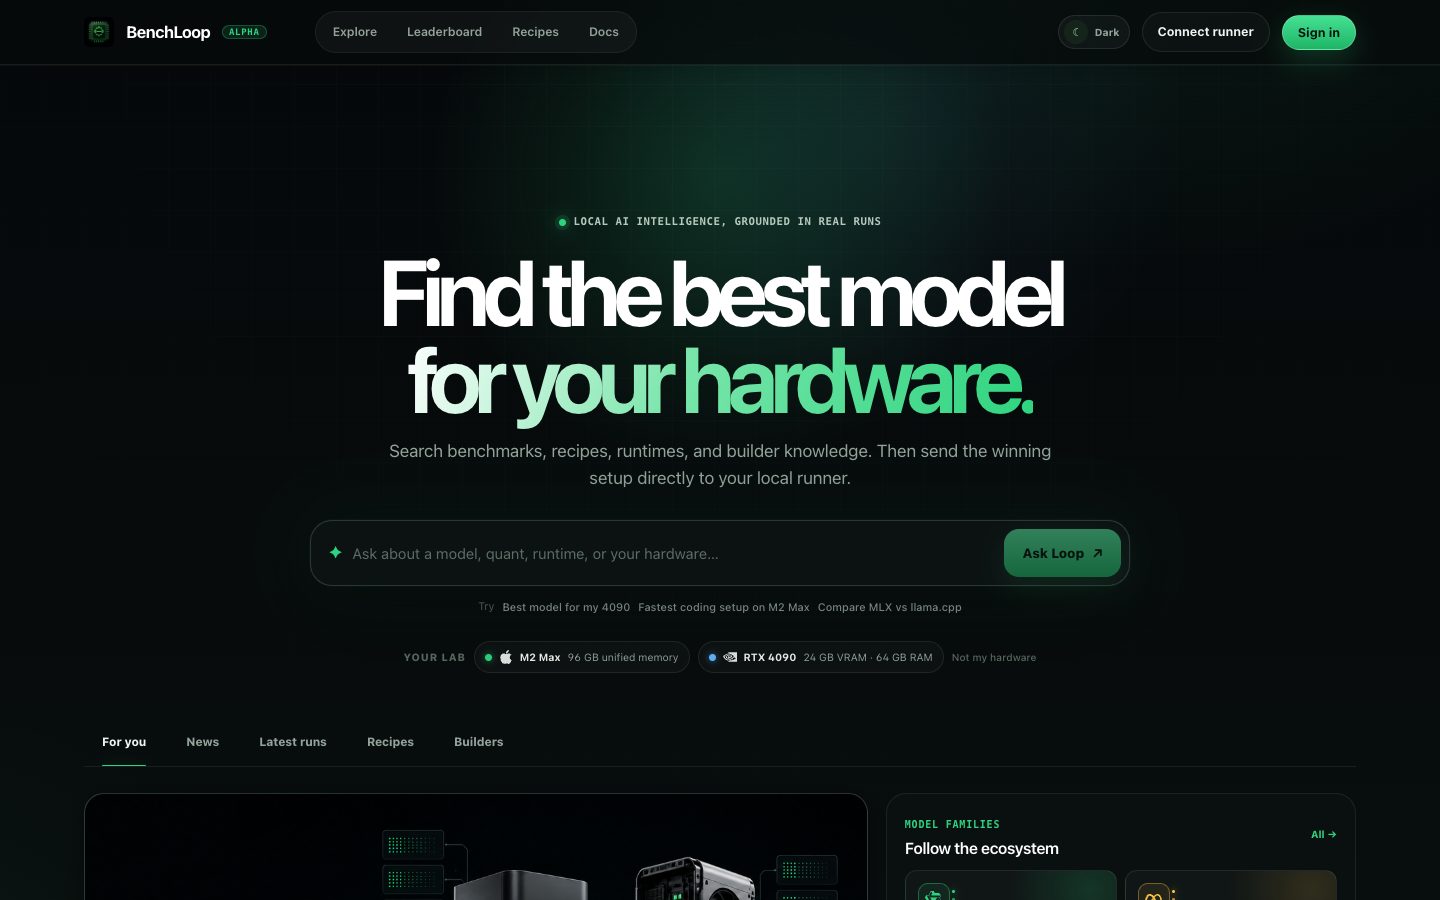 BenchLoop ALPHA Explore Leaderboard Recipes Docs Dark Connect runner Sign in
LOCAL AI INTELLIGENCE, GROUNDED IN REAL RUNS
Find the best model
for your hardware.
Search benchmarks, recipes, runtimes, and builder knowledge. Then send the winning
setup directly to your local runner.
Ask about a model, quant, runtime, or your hardware... Ask Loop ↗
Try Best model for my 4090 Fastest coding setup on M2 Max Compare MLX vs llama.cpp
YOUR LAB M2 Max 96 GB unified memory RTX 4090 24 GB VRAM · 64 GB RAM Not my hardware
For you News Latest runs Recipes Builders
MODEL FAMILIES
All →
Follow the ecosystem